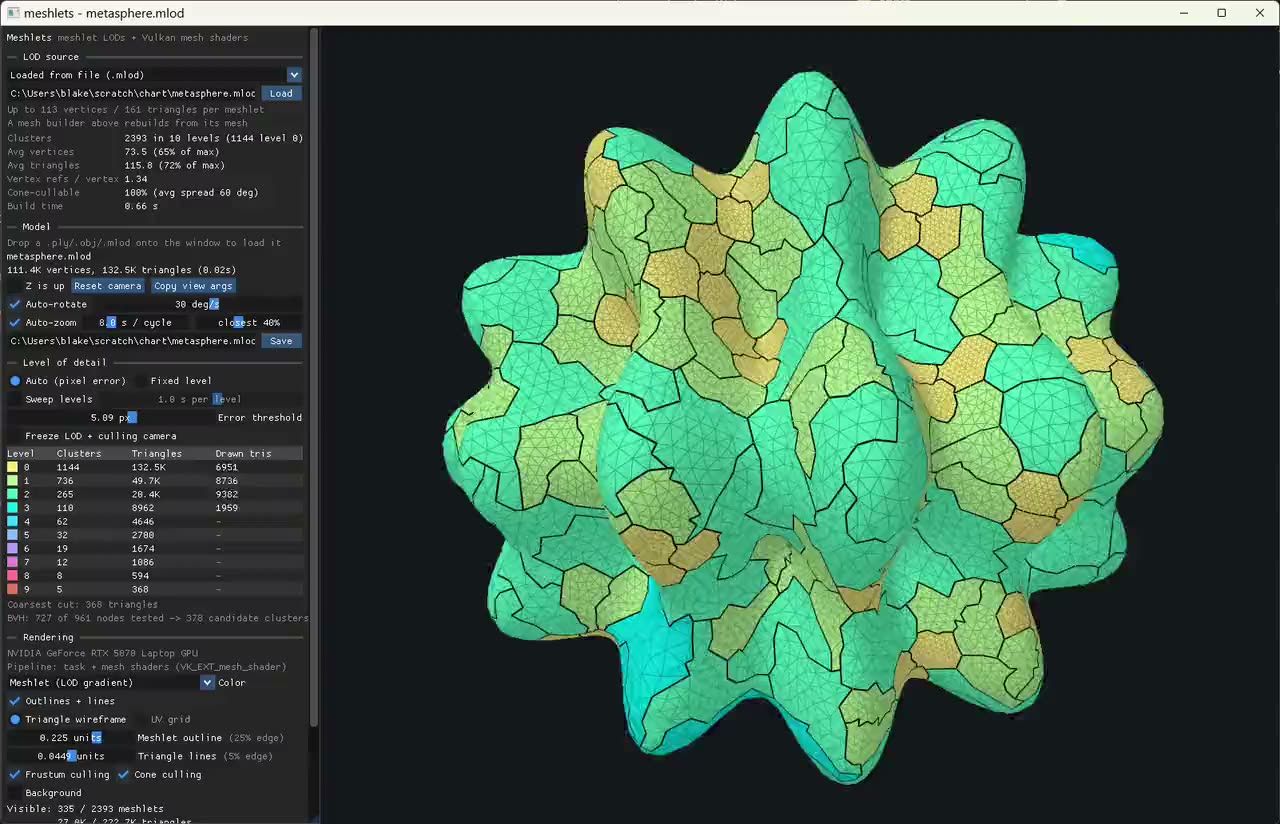 meshlets - metasphere.mlod
Meshlets meshlet LODs + Vulkan mesh shaders
LOD source
Loaded from file (.mlod)
C:\Users\blake\scratch\chart\metasphere.mloc Load
Up to 113 vertices / 161 triangles per meshlet
A mesh builder above rebuilds from its mesh
Clusters 2393 in 10 levels (1144 level 0)
Avg vertices 73.5 (65% of max)
Avg triangles 115.8 (72% of max)
Vertex refs / vertex 1.34
Cone-cullable 100% (avg spread 60 deg)
Build time 0.66 s
Model
Drop a .ply/.obj/.mlod onto the window to load it
metasphere.mlod
111.4K vertices, 132.5K triangles (0.02s)
Z is up Reset camera Copy view args
Auto-rotate 30 deg/s
Auto-zoom 8.0 s / cycle closest 40%
C:\Users\blake\scratch\chart\metasphere.mloc Save
Level of detail
Auto (pixel error) Fixed level
Sweep levels 1.0 s per level
5.09 px Error threshold
Freeze LOD + culling camera
Level Clusters Triangles Drawn tris
0 1144 132.5K 6951
1 736 49.7K 8736
2 265 20.4K 9382
3 110 8962 1959
4 62 4646 -
5 32 2780 -
6 19 1674 -
7 12 1086 -
8 8 594 -
9 5 368 -
Coarsest cut: 368 triangles
BVH: 727 of 961 nodes tested -> 378 candidate clusters
Rendering
NVIDIA GeForce RTX 5070 Laptop GPU
Pipeline: task + mesh shaders (VK_EXT_mesh_shader)
Meshlet (LOD gradient) Color
Outlines + lines
Triangle wireframe UV grid
0.225 units Meshlet outline (25% edge)
0.0449 units Triangle lines (5% edge)
Frustum culling Cone culling
Background
Visible: 335 / 2393 meshlets
27.0K / 222.7K triangles